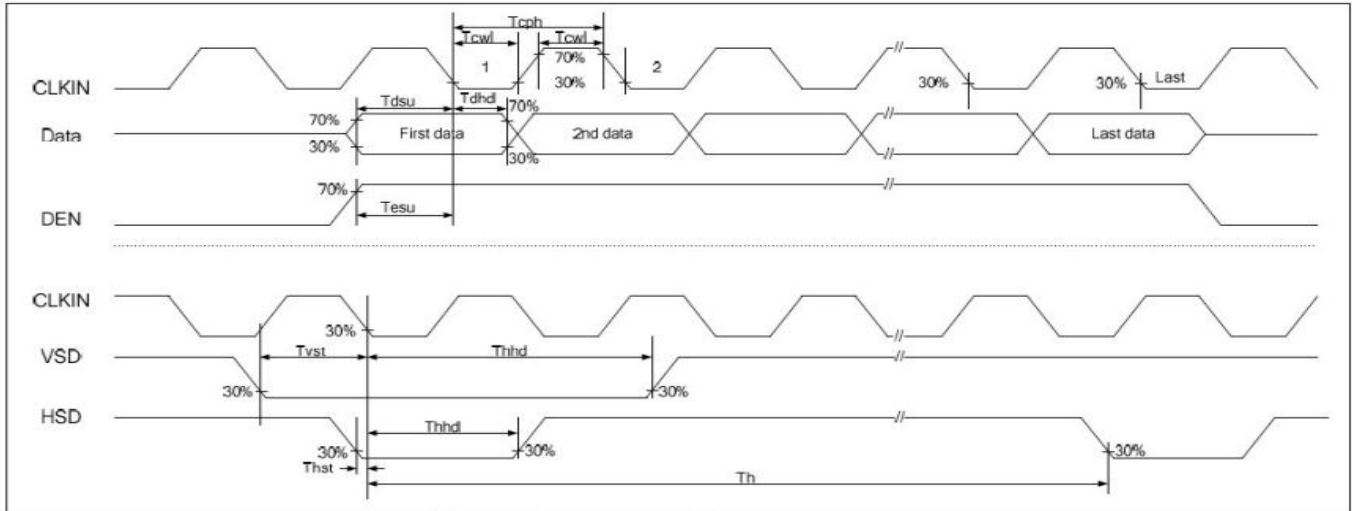 Tcph
Tcwl Tcwl
1 70% 2
30% 30% 30% Last
CLKIN
Tdsu Tdhd
70% 70%
Data First data 2nd data Last data
30% 30%
70%
DEN Tesu
CLKIN
30%
VSD Tvst Thhd
30% 30%
HSD
Thhd
30% 30% 30%
Thst
Th